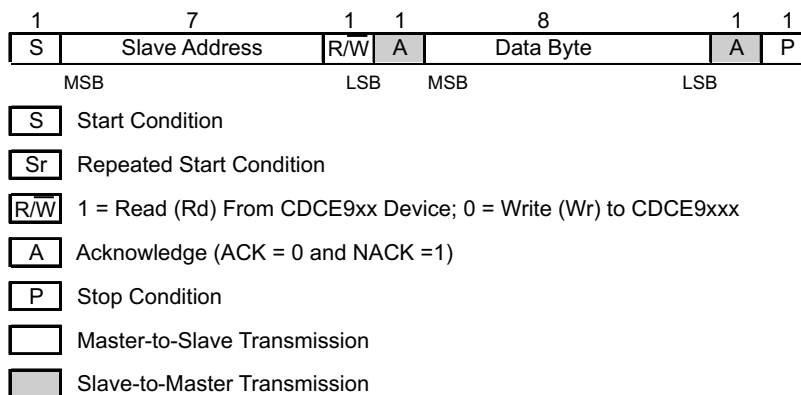 1 7 1 1 8 1 1
S Slave Address R/W̅ A Data Byte A P
MSB LSB MSB LSB
S Start Condition
Sr Repeated Start Condition
R/W̅ 1 = Read (Rd) From CDCE9xx Device; 0 = Write (Wr) to CDCE9xxx
A Acknowledge (ACK = 0 and NACK =1)
P Stop Condition
Master-to-Slave Transmission
Slave-to-Master Transmission